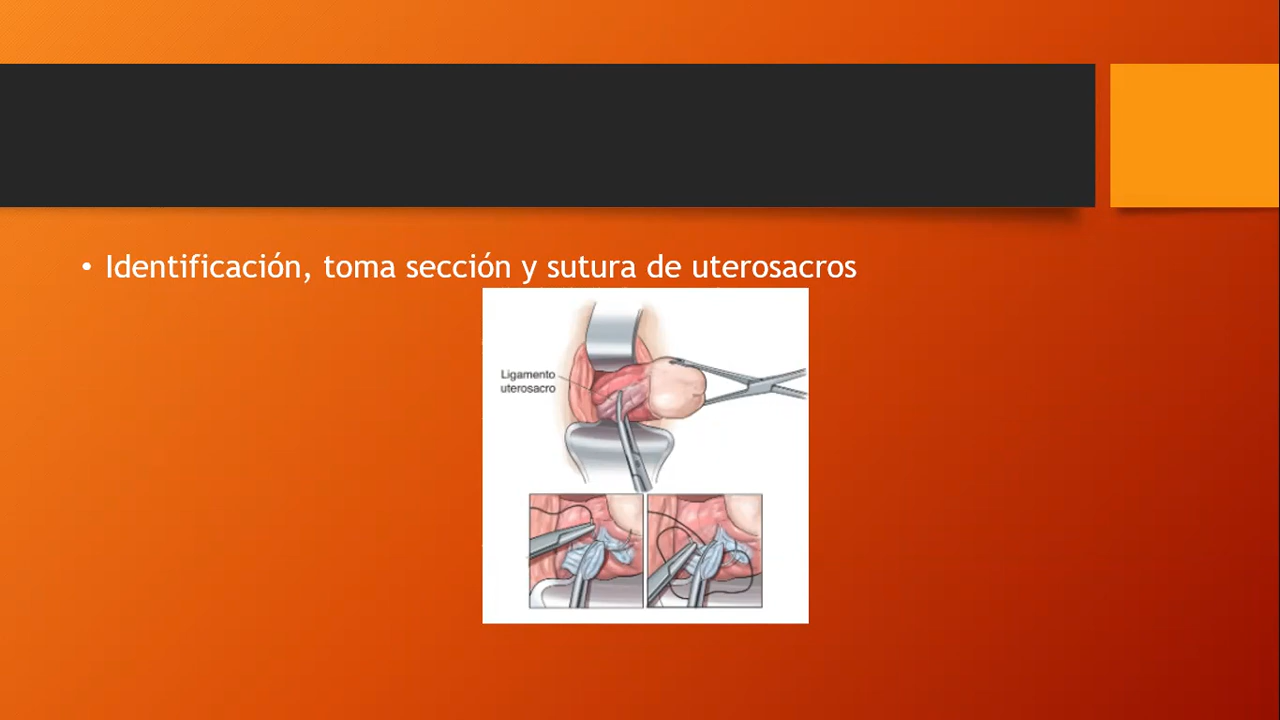 • Identificación, toma sección y sutura de uterosacros
Ligamento
uterosacro